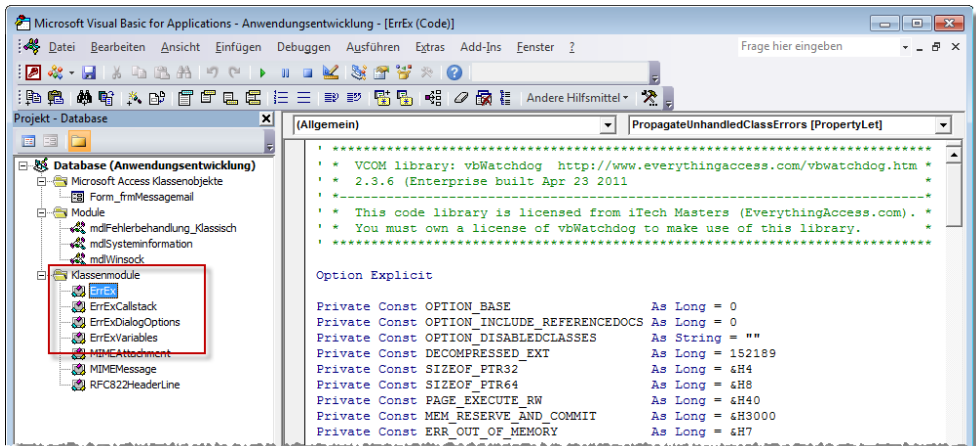 Microsoft Visual Basic for Applications - Anwendungsentwicklung - [ErrEx (Code)]
Datei Bearbeiten Ansicht Einfügen Debuggen Ausführen Extras Add-Ins Fenster ? Frage hier eingeben
Andere Hilfsmittel
Projekt - Database
Database (Anwendungsentwicklung)
Microsoft Access Klassenobjekte
Form_frmMessagemail
Module
mdlFehlerbehandlung_Klassisch
mdlSysteminformation
mdlWinsock
Klassenmodule
ErrEx
ErrExCallstack
ErrExDialogOptions
ErrExVariables
MIMEAttachment
MIMEMessage
RFC822HeaderLine
(Allgemein) PropagateUnhandledClassErrors [PropertyLet]
' ***************************************************************************
' * VCOM library: vbWatchdog http://www.everythingaccess.com/vbwatchdog.htm *
' * 2.3.6 (Enterprise built Apr 23 2011 *
' *-------------------------------------------------------------------------*
' * This code library is licensed from iTech Masters (EverythingAccess.com). *
' * You must own a license of vbWatchdog to make use of this library. *
' ***************************************************************************
Option Explicit
Private Const OPTION_BASE As Long = 0
Private Const OPTION_INCLUDE_REFERENCEDOCS As Long = 0
Private Const OPTION_DISABLEDCLASSES As String = ""
Private Const DECOMPRESSED_EXT As Long = 152189
Private Const SIZEOF_PTR32 As Long = &H4
Private Const SIZEOF_PTR64 As Long = &H8
Private Const PAGE_EXECUTE_RW As Long = &H40
Private Const MEM_RESERVE_AND_COMMIT As Long = &H3000
Private Const ERR_OUT_OF_MEMORY As Long = &H7